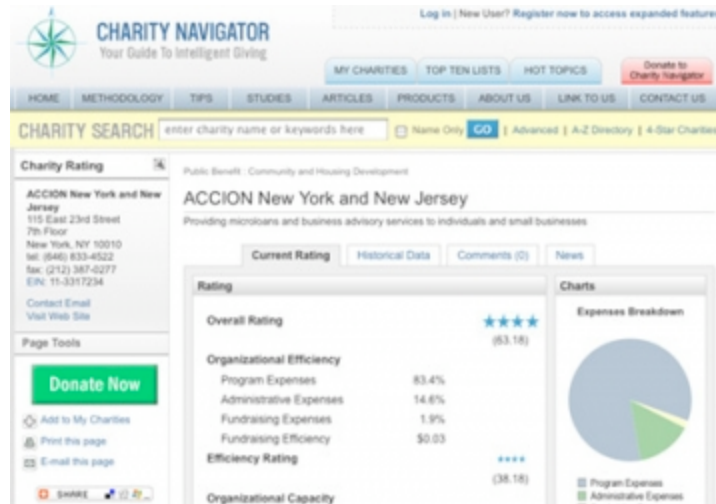 Log in | New User? Register now to access expanded features
CHARITY NAVIGATOR
Your Guide To Intelligent Giving
MY CHARITIES TOP TEN LISTS HOT TOPICS Donate to Charity Navigator
HOME METHODOLOGY TIPS STUDIES ARTICLES PRODUCTS ABOUT US LINK TO US CONTACT US
CHARITY SEARCH enter charity name or keywords here Name Only GO | Advanced | A-Z Directory | 4-Star Charities
Charity Rating
ACCION New York and New
Jersey
115 East 23rd Street
7th Floor
New York, NY 10010
tel: (646) 833-4522
fax: (212) 387-0277
EIN: 11-3317234
Contact Email
Visit Web Site
Page Tools
Donate Now
Add to My Charities
Print this page
E-mail this page
SHARE
Public Benefit : Community and Housing Development
ACCION New York and New Jersey
Providing microloans and business advisory services to individuals and small businesses
Current Rating Historical Data Comments (0) News
Rating
Overall Rating
(63.18)
Organizational Efficiency
Program Expenses 83.4%
Administrative Expenses 14.6%
Fundraising Expenses 1.9%
Fundraising Efficiency $0.03
Efficiency Rating
(38.18)
Organizational Capacity
Charts
Expenses Breakdown
Program Expenses
Administrative Expenses